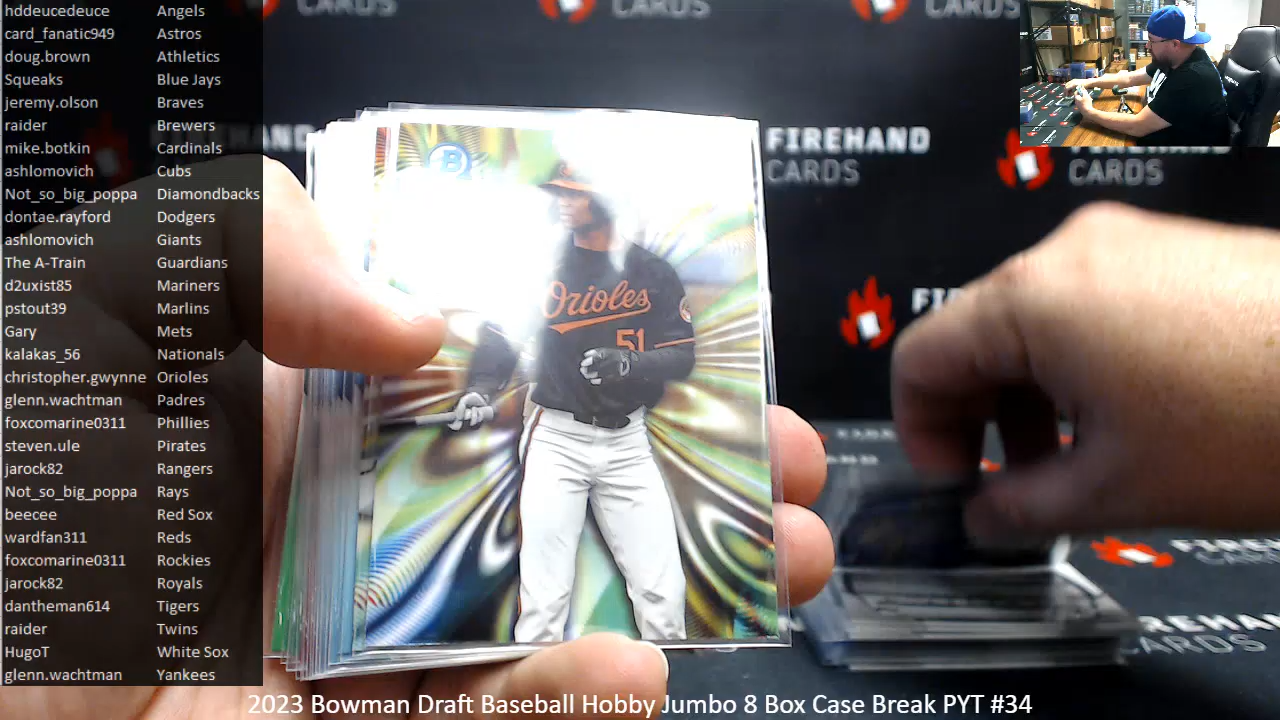 hddeucedeuce Angels
card_fanatic949 Astros
doug.brown Athletics
Squeaks Blue Jays
jeremy.olson Braves
raider Brewers
mike.botkin Cardinals
ashlomovich Cubs
Not_so_big_poppa Diamondbacks
dontae.rayford Dodgers
ashlomovich Giants
The A-Train Guardians
d2uxist85 Mariners
pstout39 Marlins
Gary Mets
kalakas_56 Nationals
christopher.gwynne Orioles
glenn.wachtman Padres
foxcomarine0311 Phillies
steven.ule Pirates
jarock82 Rangers
Not_so_big_poppa Rays
beecee Red Sox
wardfan311 Reds
foxcomarine0311 Rockies
jarock82 Royals
dantheman614 Tigers
raider Twins
HugoT White Sox
glenn.wachtman Yankees
CARDS
CARDS
CARDS
B
FIREHAND
CARDS
CARDS
Orioles
51
2023 Bowman Draft Baseball Hobby Jumbo 8 Box Case Break PYT #34